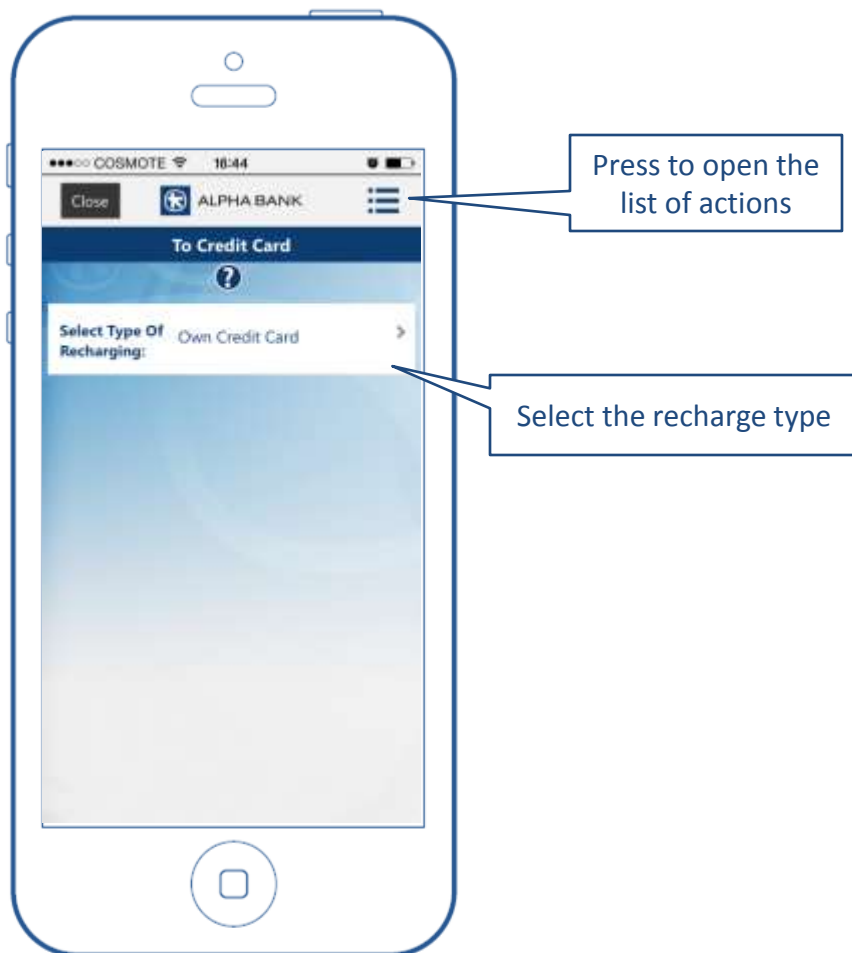 COSMOTE 16:44
Close ALPHA BANK
To Credit Card
?
Select Type Of
Recharging:
Own Credit Card >
Press to open the
list of actions
Select the recharge type